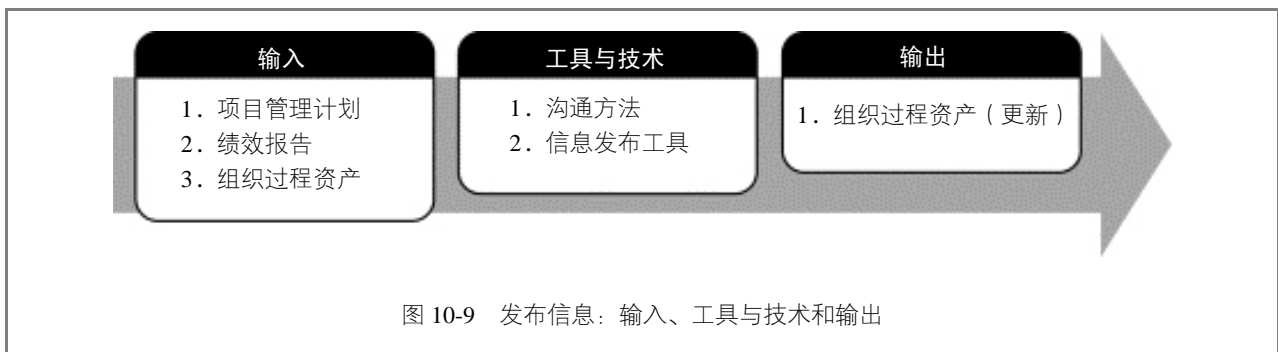 输入
1. 项目管理计划
2. 绩效报告
3. 组织过程资产
工具与技术
1. 沟通方法
2. 信息发布工具
输出
1. 组织过程资产（更新）
图 10-9 发布信息：输入、工具与技术和输出